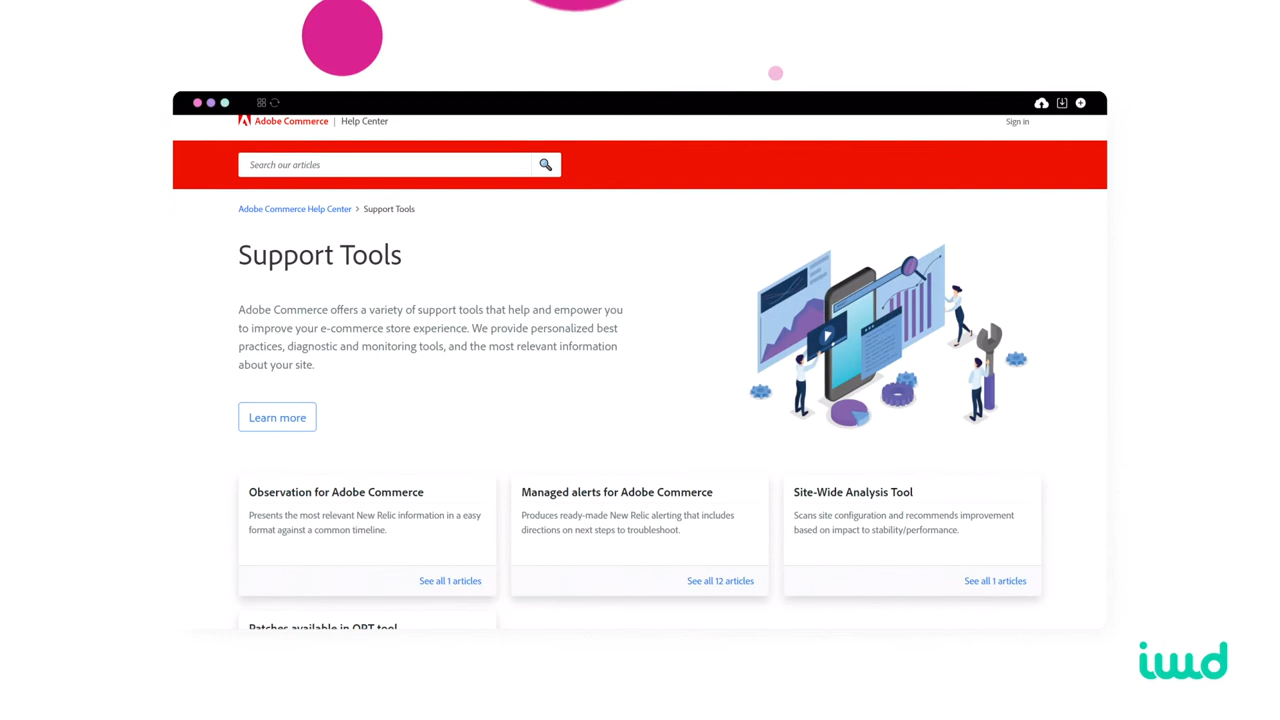 Adobe Commerce | Help Center
Sign in
Search our articles
Adobe Commerce Help Center > Support Tools
Support Tools
Adobe Commerce offers a variety of support tools that help and empower you
to improve your e-commerce store experience. We provide personalized best
practices, diagnostic and monitoring tools, and the most relevant information
about your site.
Learn more
Observation for Adobe Commerce
Presents the most relevant New Relic information in a easy
format against a common timeline.
See all 1 articles
Managed alerts for Adobe Commerce
Produces ready-made New Relic alerting that includes
directions on next steps to troubleshoot.
See all 12 articles
Site-Wide Analysis Tool
Scans site configuration and recommends improvement
based on impact to stability/performance.
See all 1 articles
Patches available in QPT tool
iwd